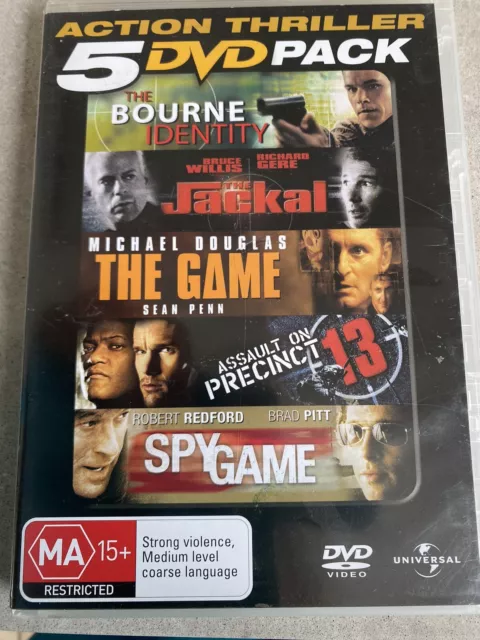 ACTION THRILLER
5 DVD PACK
THE
BOURNE
IDENTITY
BRUCE WILLIS RICHARD GERE
THE
Jackal
MICHAEL DOUGLAS
THE GAME
SEAN PENN
ASSAULT ON
PRECINCT 13
ROBERT REDFORD BRAD PITT
SPY GAME
MA 15+
RESTRICTED
Strong violence,
Medium level
coarse language
DVD
VIDEO
UNIVERSAL